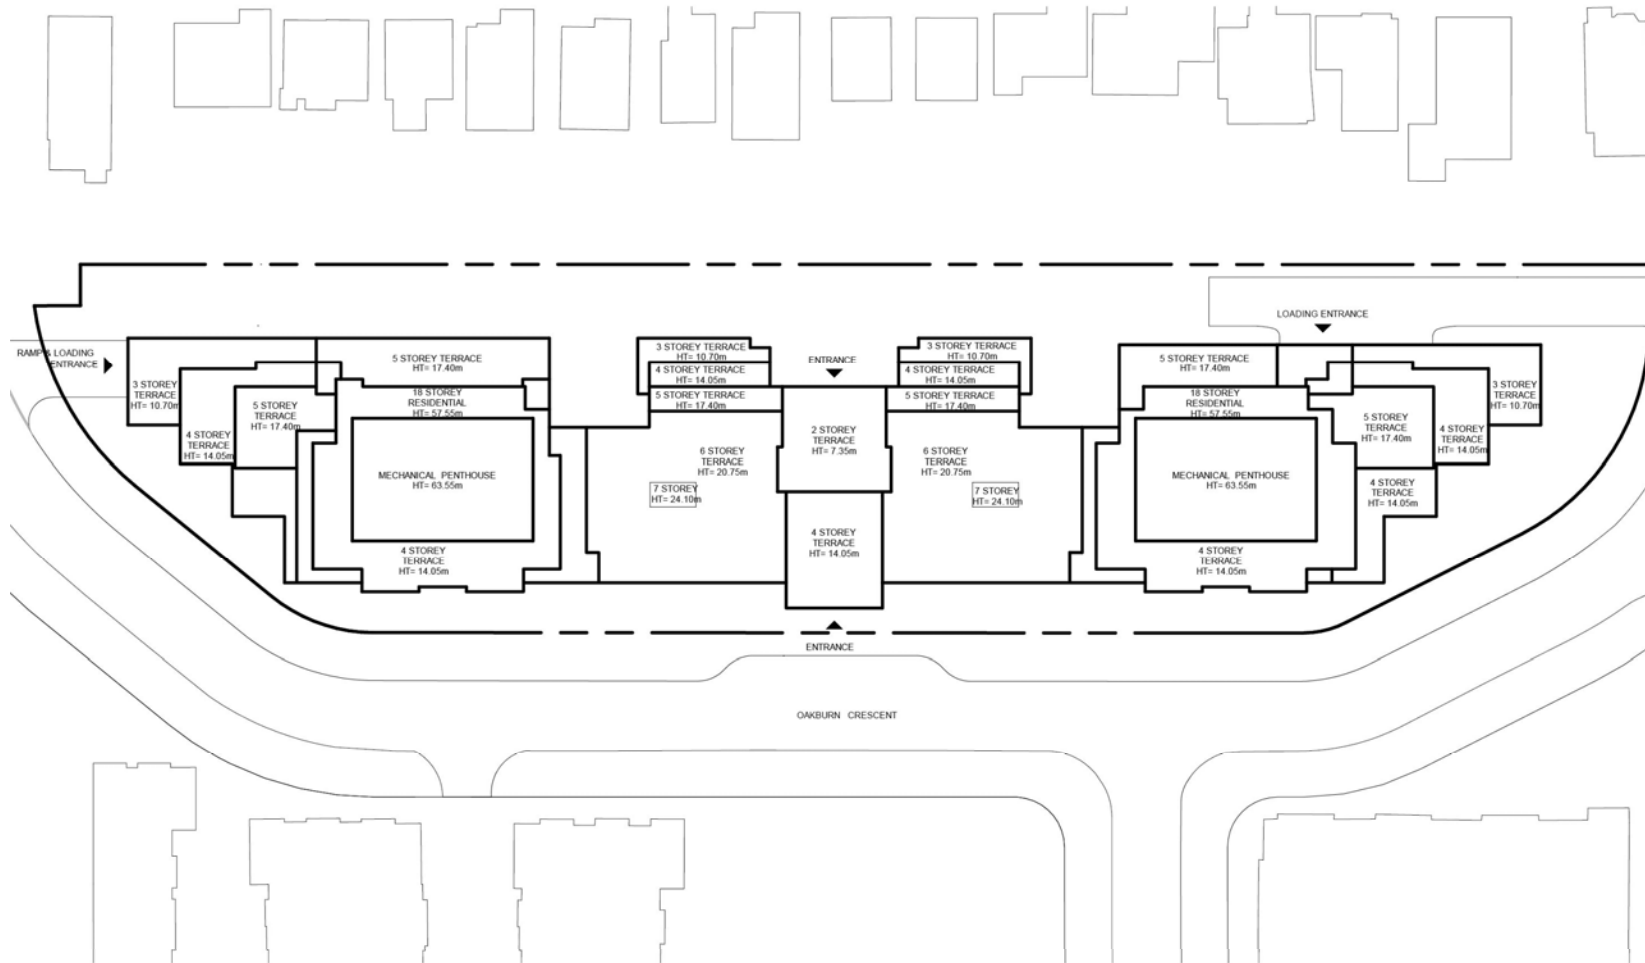 LOADING ENTRANCE
RAMP & LOADING
ENTRANCE
5 STOREY TERRACE
HT= 17.40m
3 STOREY TERRACE
HT= 10.70m
ENTRANCE
3 STOREY TERRACE
HT= 10.70m
5 STOREY TERRACE
HT= 17.40m
4 STOREY TERRACE
HT= 14.05m
4 STOREY TERRACE
HT= 14.05m
3 STOREY
TERRACE
HT= 10.70m
3 STOREY
TERRACE
HT= 10.70m
18 STOREY
RESIDENTIAL
HT= 57.55m
5 STOREY TERRACE
HT= 17.40m
5 STOREY TERRACE
HT= 17.40m
18 STOREY
RESIDENTIAL
HT= 57.55m
5 STOREY
TERRACE
HT= 17.40m
4 STOREY
TERRACE
HT= 14.05m
2 STOREY
TERRACE
HT= 7.35m
5 STOREY
TERRACE
HT= 17.40m
4 STOREY
TERRACE
HT= 14.05m
6 STOREY
TERRACE
HT= 20.75m
6 STOREY
TERRACE
HT= 20.75m
MECHANICAL PENTHOUSE
HT= 63.55m
7 STOREY
HT= 24.10m
7 STOREY
HT= 24.10m
MECHANICAL PENTHOUSE
HT= 63.55m
4 STOREY
TERRACE
HT= 14.05m
4 STOREY
TERRACE
HT= 14.05m
4 STOREY
TERRACE
HT= 14.05m
4 STOREY
TERRACE
HT= 14.05m
ENTRANCE
OAKBURN CRESCENT